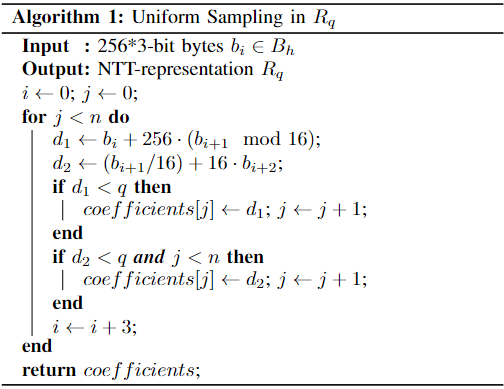 Algorithm 1: Uniform Sampling in R_q
Input : 256*3-bit bytes b_i ∈ B_h
Output: NTT-representation R_q
i ← 0; j ← 0;
for j < n do
d_1 ← b_i + 256 · (b_{i+1} mod 16);
d_2 ← (b_{i+1}/16) + 16 · b_{i+2};
if d_1 < q then
coefficients[j] ← d_1; j ← j + 1;
end
if d_2 < q and j < n then
coefficients[j] ← d_2; j ← j + 1;
end
i ← i + 3;
end
return coefficients;